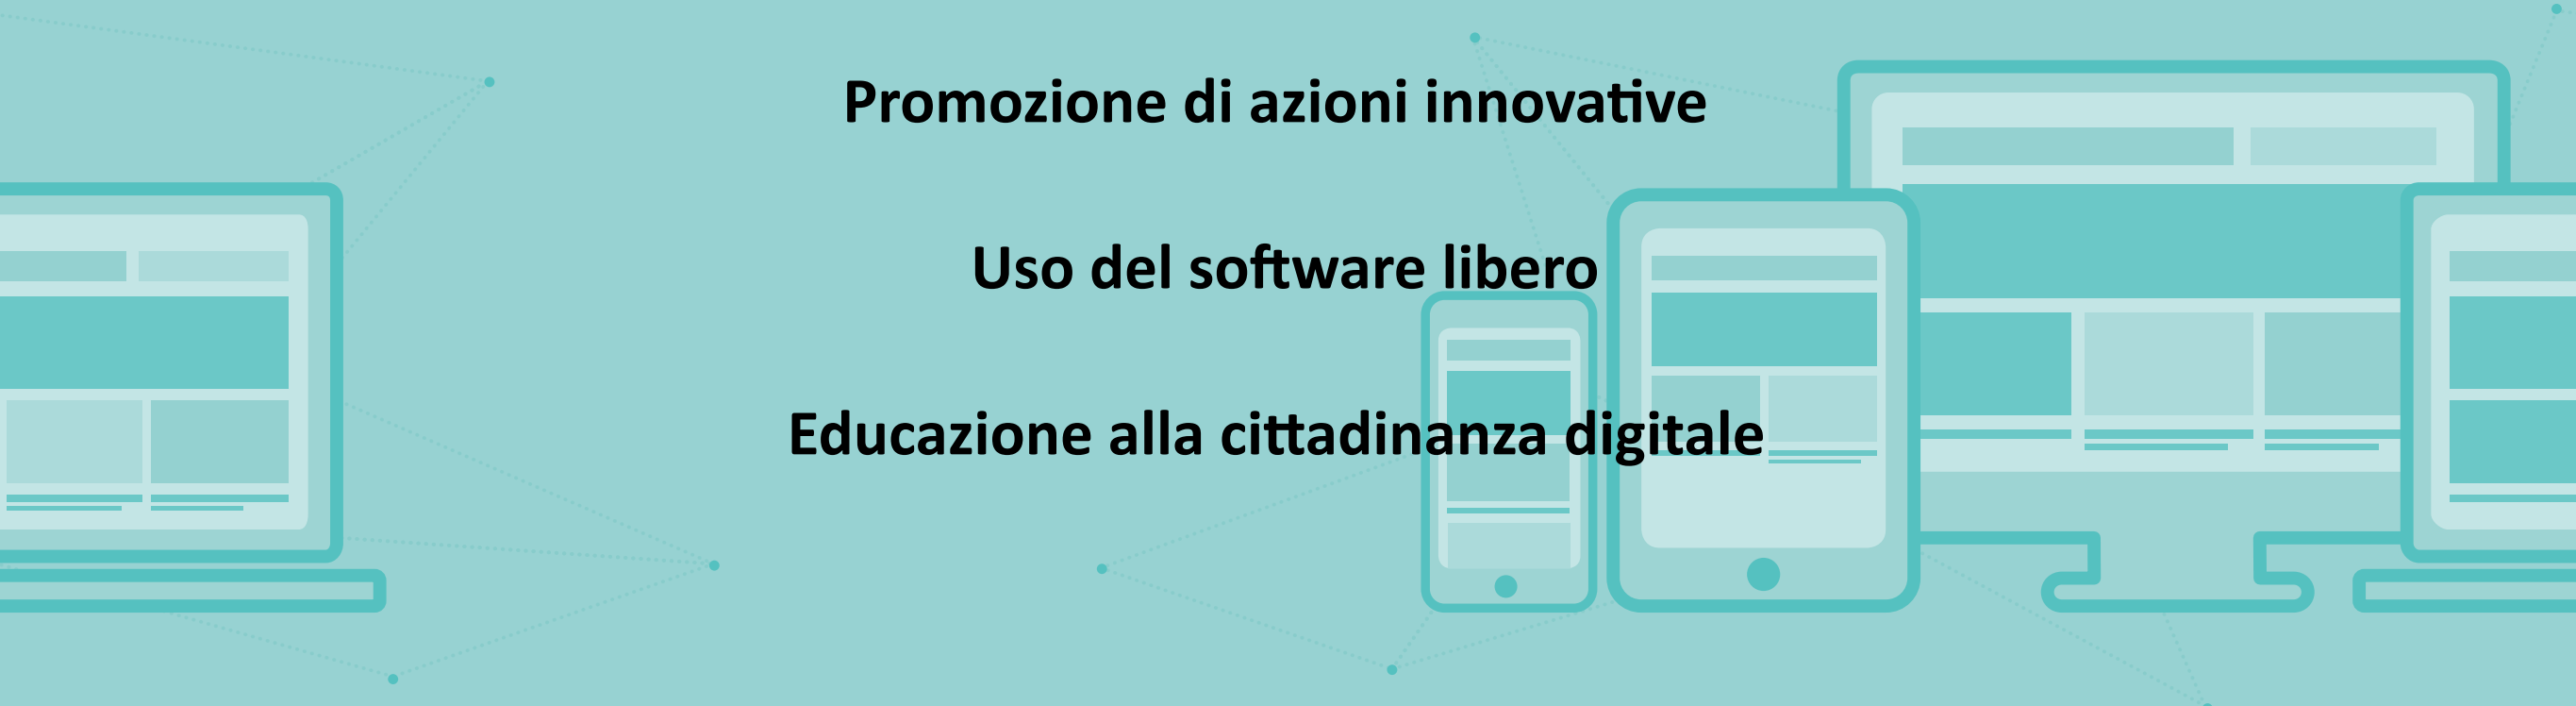 Promozione di azioni innovative
Uso del software libero
Educazione alla cittadinanza digitale